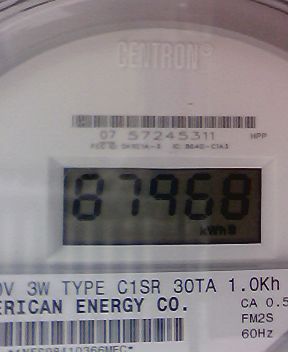 CENTRON®
07 57245311 HPP
87968
kWh
0V 3W TYPE C1SR 30TA 1.0Kh
ERICAN ENERGY CO.
CA 0.5
FM2S
60Hz